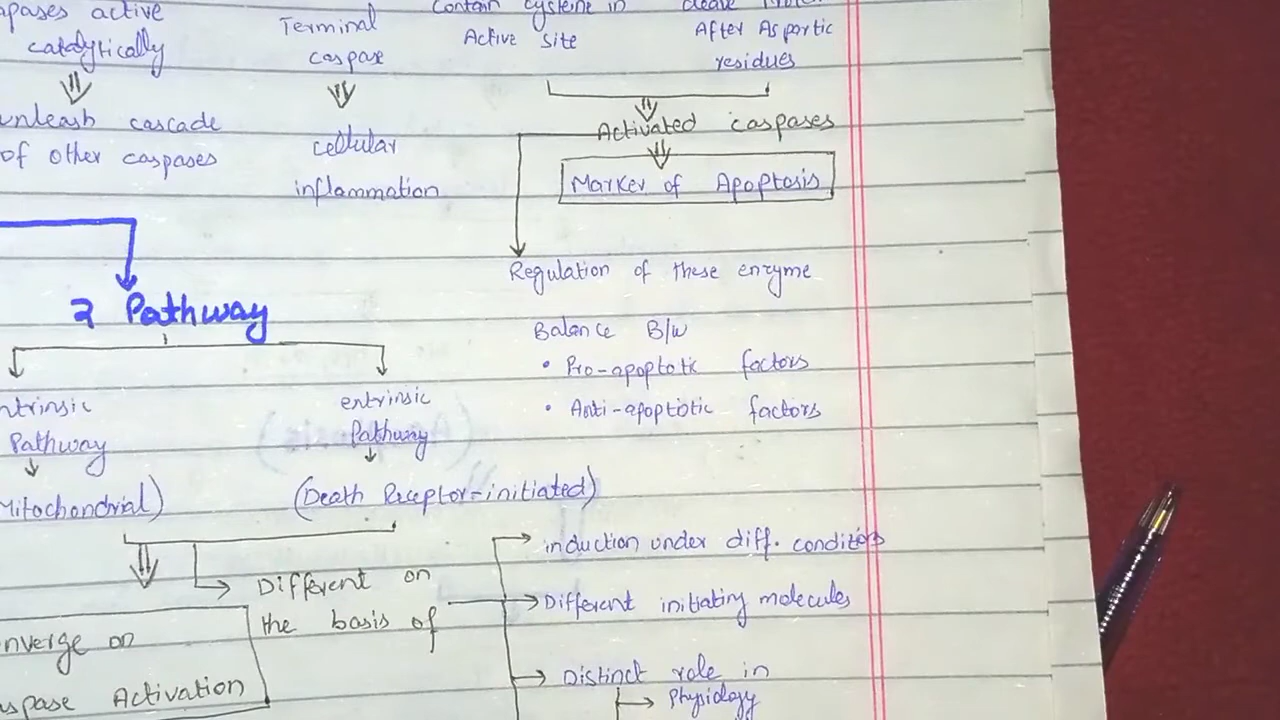 active
catalytically
unleash cascade
of other caspases
Terminal
caspase
cellular
inflammation
Contain cysteine in
Active Site
After Aspartic
residues
Activated caspases
Marker of Apoptosis
Regulation of these enzyme
Balance B/w
• Pro-apoptotic factors
• Anti-apoptotic factors
2 Pathway
Pathway
extrinsic
Pathway
(Death Receptor-initiated)
Different on
the basis of
induction under diff. conditions
Different initiating molecules
Distinct role in
Physiology
on
Activation